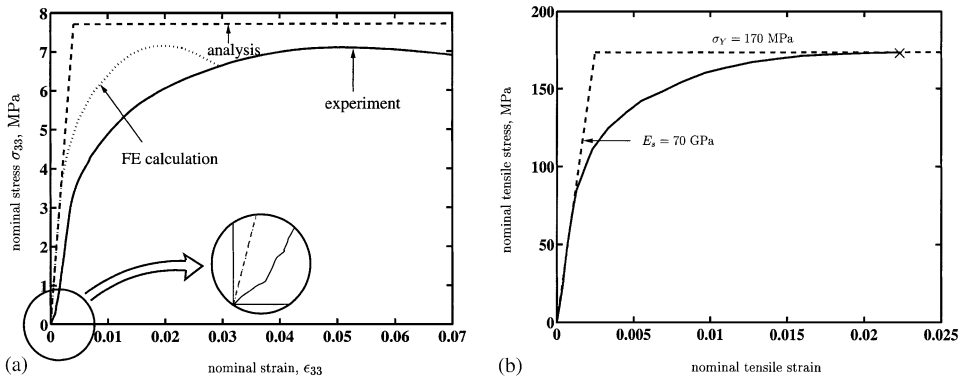 8
7
6
5
4
3
2
1
0
nominal stress σ33, MPa
analysis
experiment
FE calculation
0 0.01 0.02 0.03 0.04 0.05 0.06 0.07
nominal strain, ϵ33
(a)
200
150
100
50
0
nominal tensile stress, MPa
σY = 170 MPa
Es = 70 GPa
0 0.005 0.01 0.015 0.02 0.025
nominal tensile strain
(b)